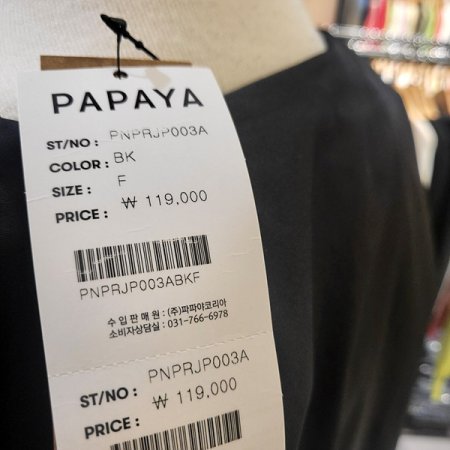 PAPAYA
ST/NO : PNPRJP003A
COLOR : BK
SIZE : F
PRICE : ₩ 119,000
PNPRJP003ABKF
수 입 판 매 원 : (주)파파야코리아
소비자상담실 : 031-766-6978
ST/NO : PNPRJP003A
PRICE : ₩ 119,000